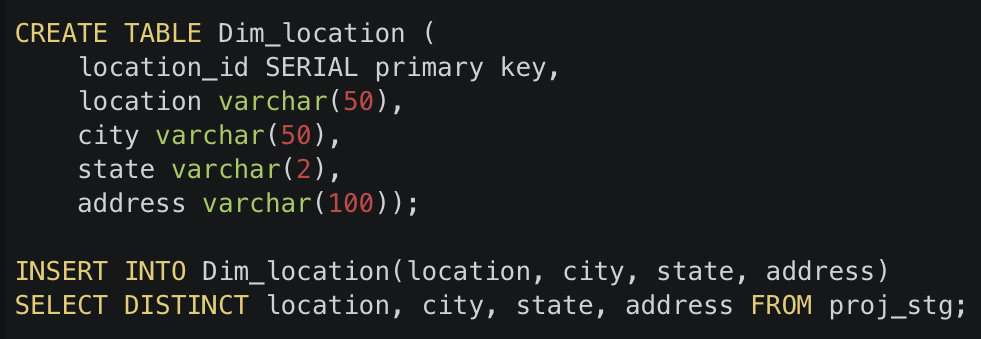 CREATE TABLE Dim_location (
    location_id SERIAL primary key,
    location varchar(50),
    city varchar(50),
    state varchar(2),
    address varchar(100));

INSERT INTO Dim_location(location, city, state, address)
SELECT DISTINCT location, city, state, address FROM proj_stg;